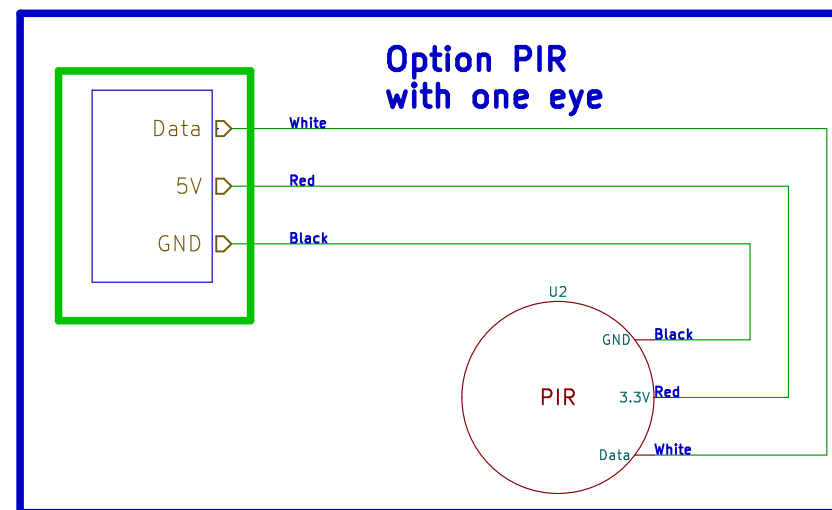 Option PIR
with one eye
Data
White
5V
Red
GND
Black
U2
GND
Black
PIR
3.3V
Red
Data
White